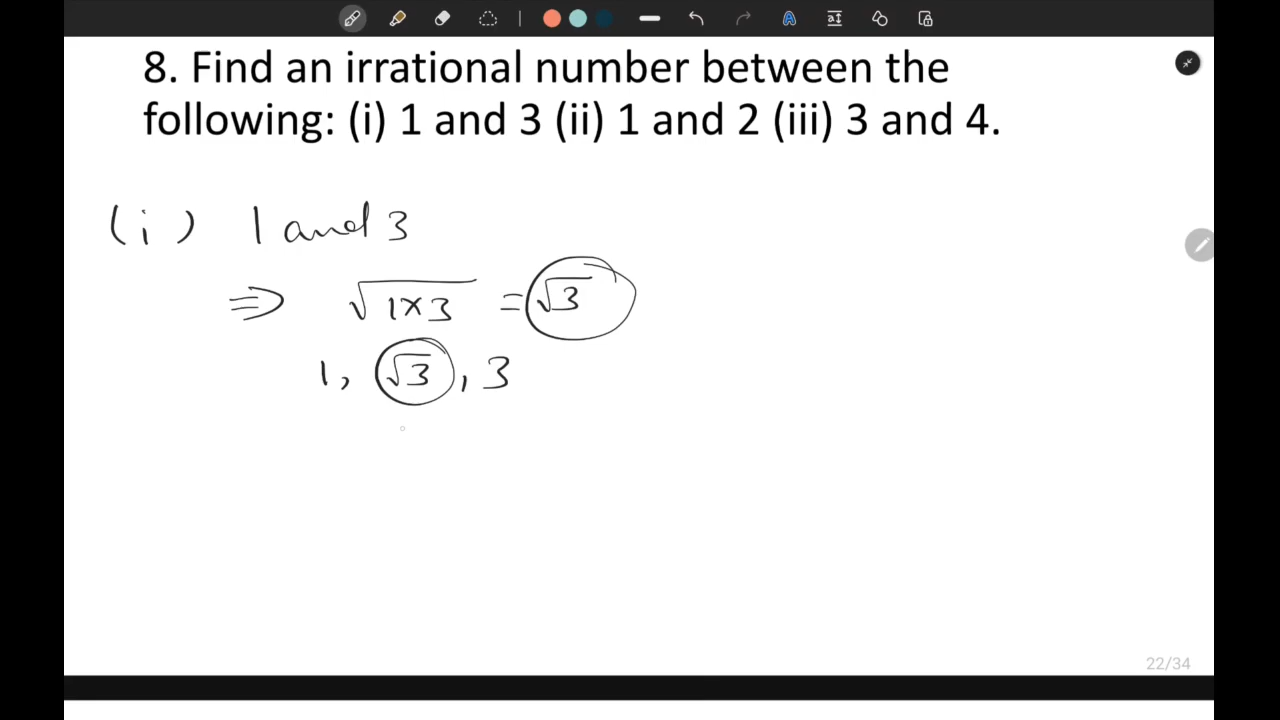 8. Find an irrational number between the
following: (i) 1 and 3 (ii) 1 and 2 (iii) 3 and 4.
(i) 1 and 3
⇒ √1×3 = √3
1, √3, 3
22/34